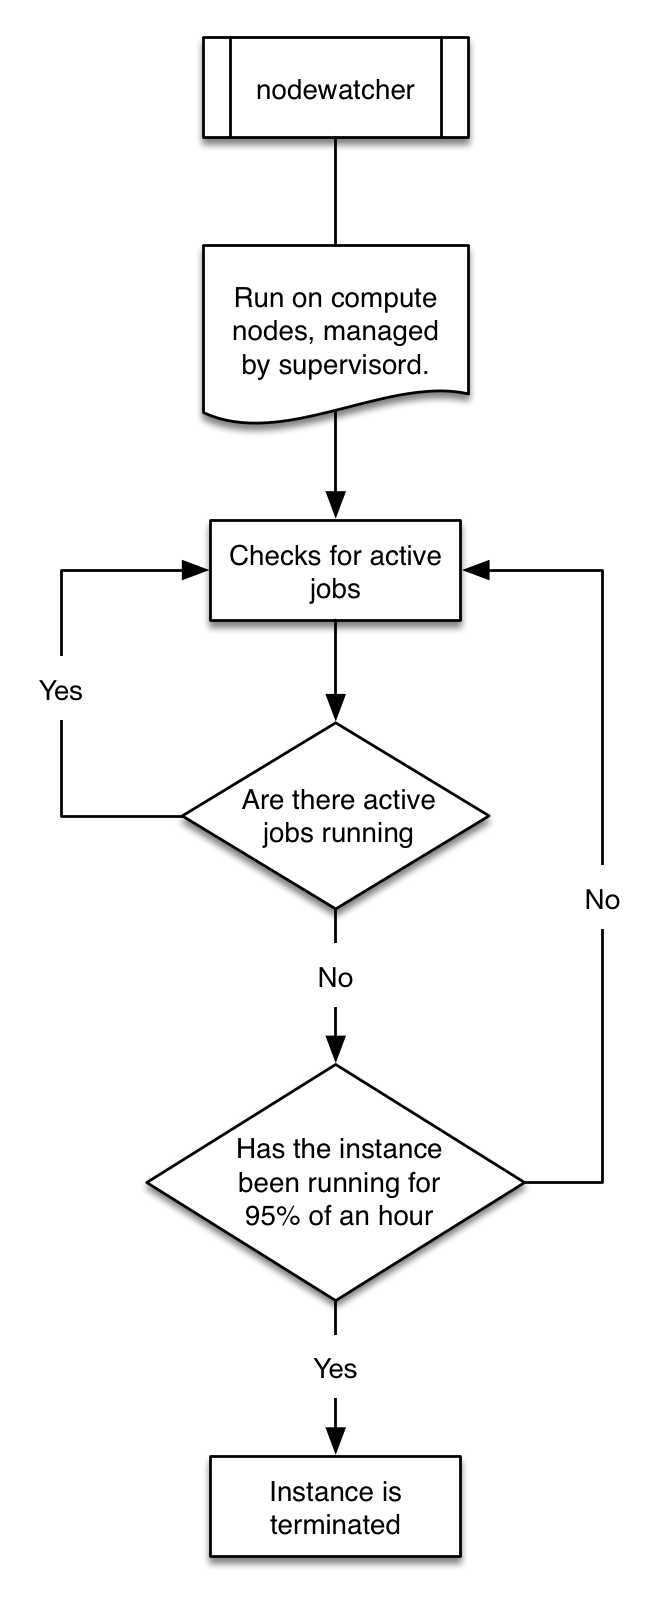 nodewatcher
Run on compute
nodes, managed
by supervisord.
Checks for active
jobs
Yes
Are there active
jobs running
No
No
Has the instance
been running for
95% of an hour
Yes
Instance is
terminated